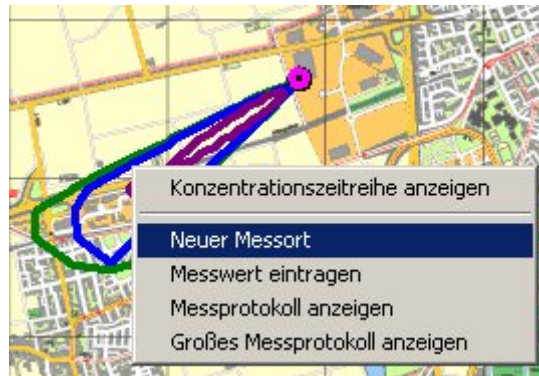 Konzentrationszeitreihe anzeigen
Neuer Messort
Messwert eintragen
Messprotokoll anzeigen
Großes Messprotokoll anzeigen